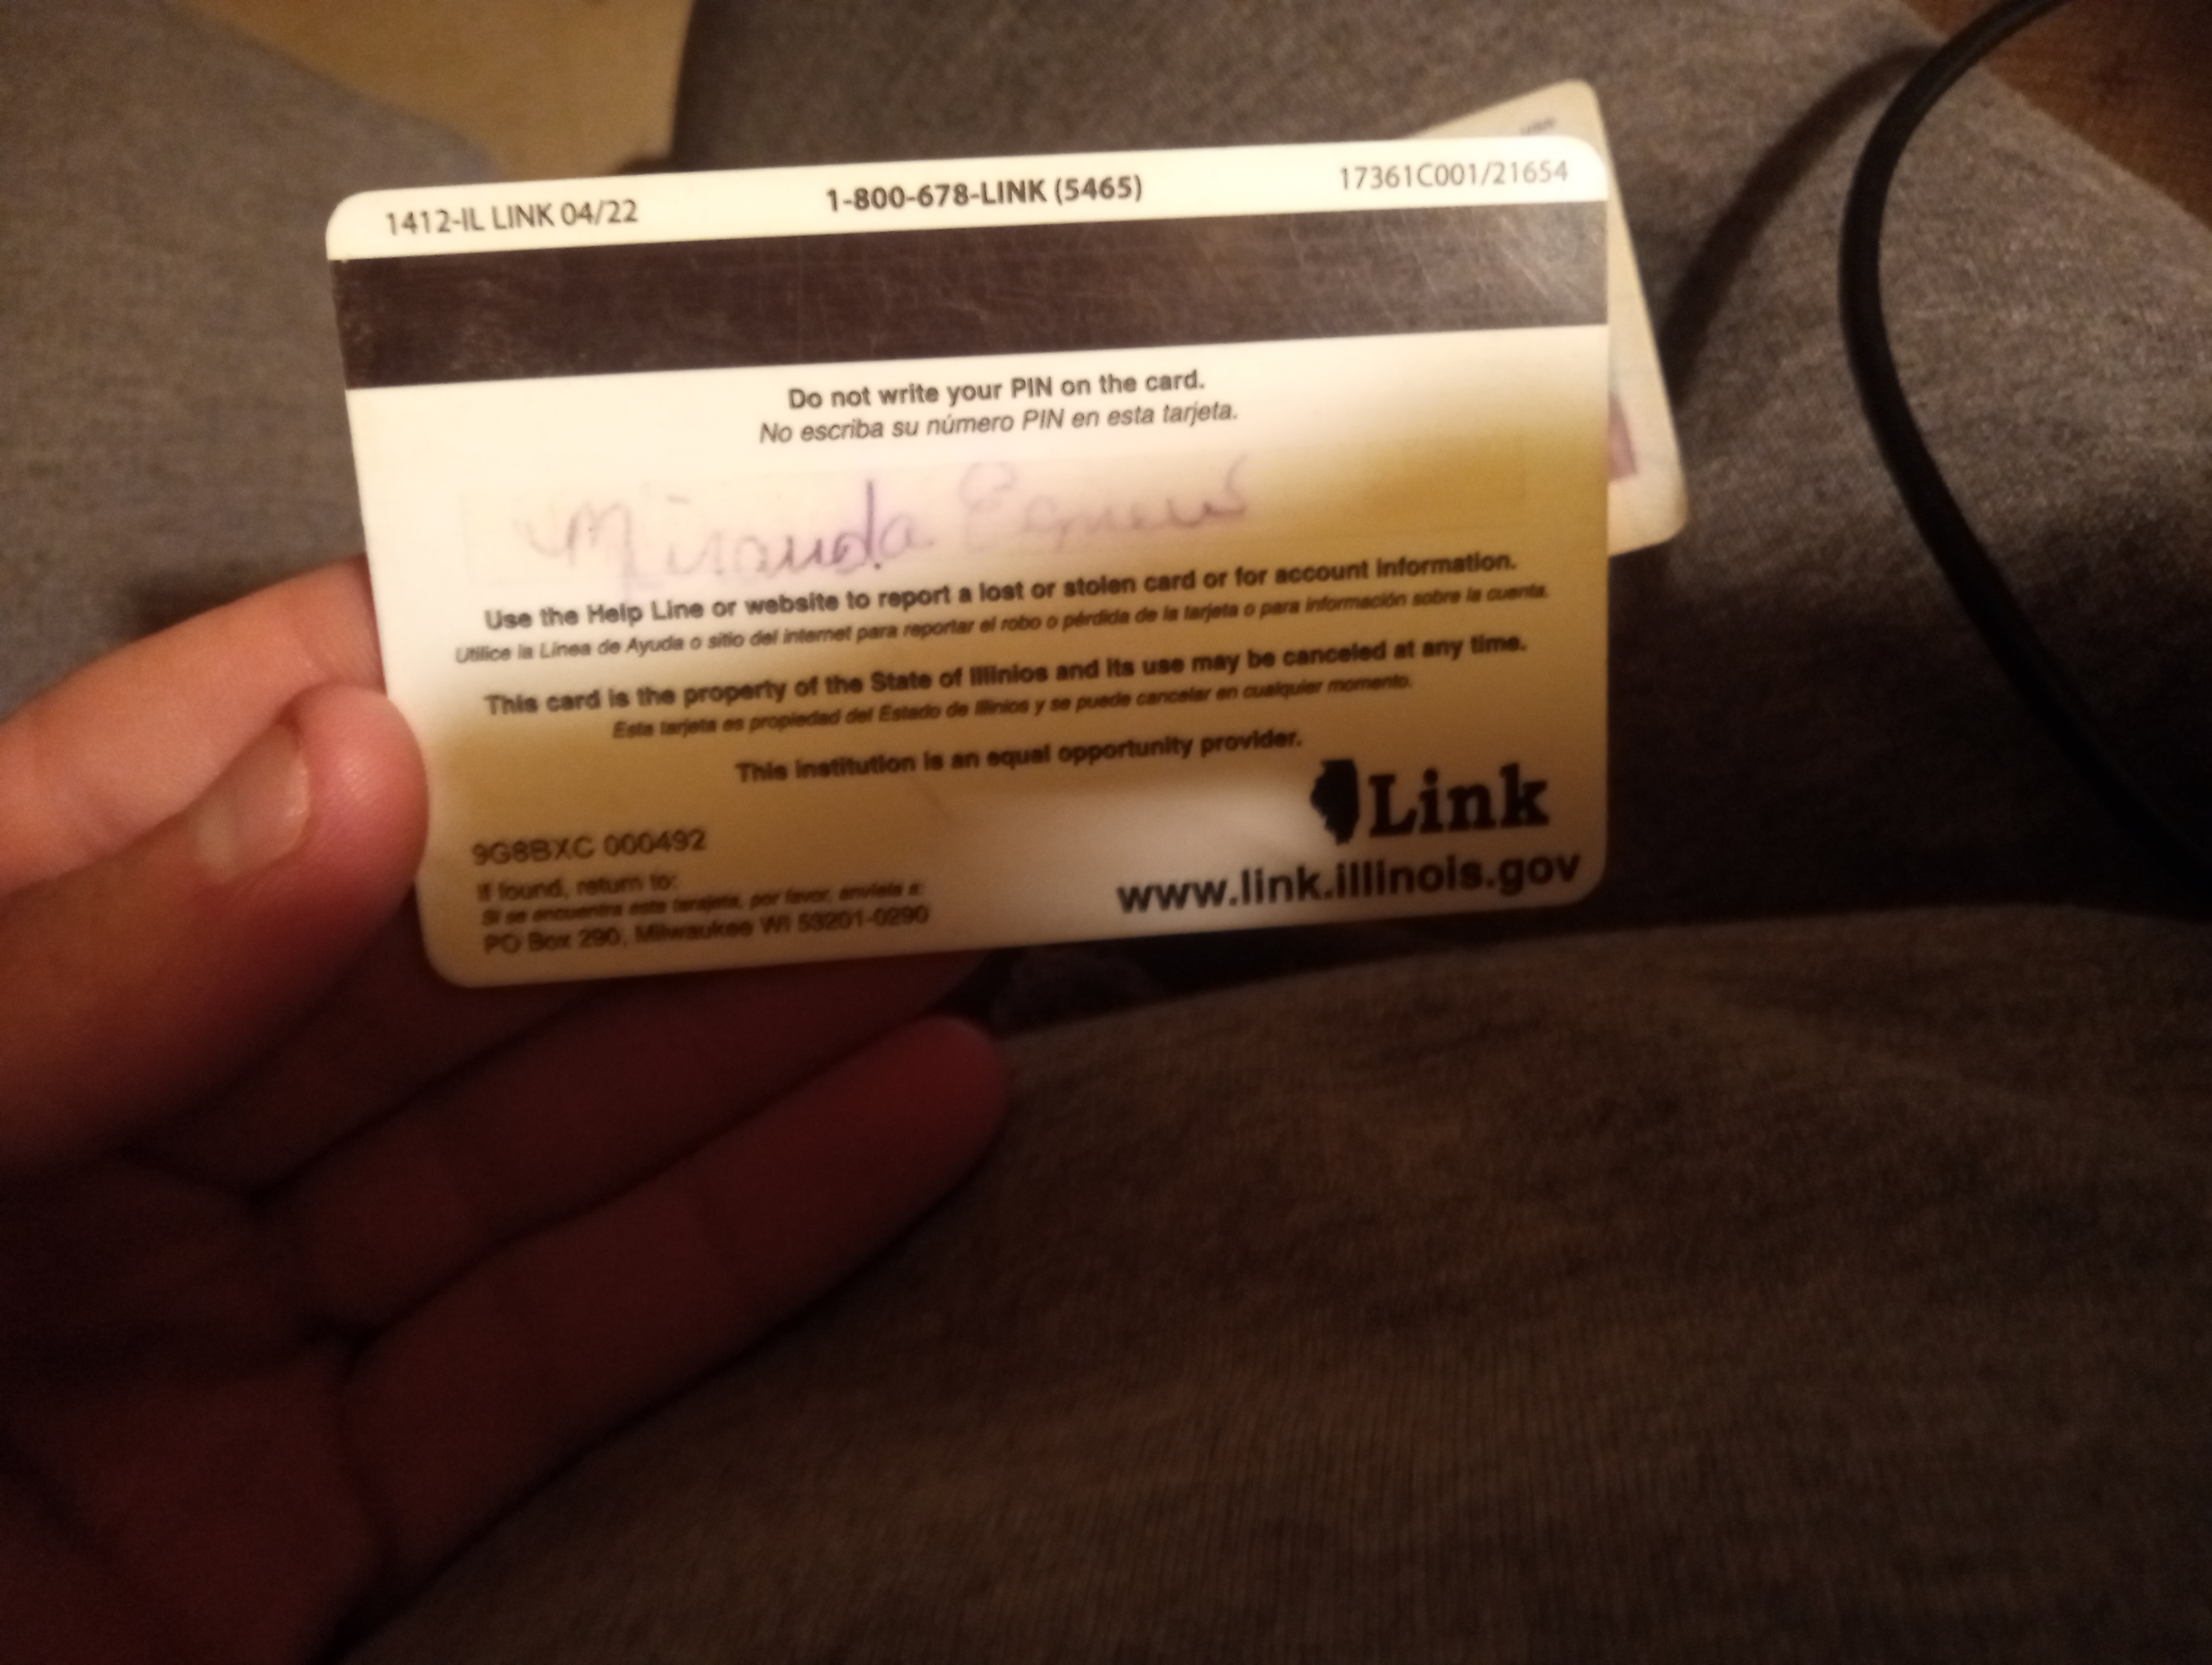 1412-IL LINK 04/22 1-800-678-LINK (5465) 17361C001/21654
Do not write your PIN on the card.
No escriba su número PIN en esta tarjeta.
Miranda
Use the Help Line or website to report a lost or stolen card or for account information.
Utilice la Línea de Ayuda o sitio del internet para reportar el robo o pérdida de la tarjeta o para información sobre la cuenta.
This card is the property of the State of Illinios and its use may be canceled at any time.
Esta tarjeta es propiedad del Estado de Illinios y se puede cancelar en cualquier momento.
This institution is an equal opportunity provider.
Link
9G8BXC 000492
www.link.illinois.gov
If found, return to:
Si se encuentra esta tarajeta, por favor, envíela a:
PO Box 290, Milwaukee WI 53201-0290